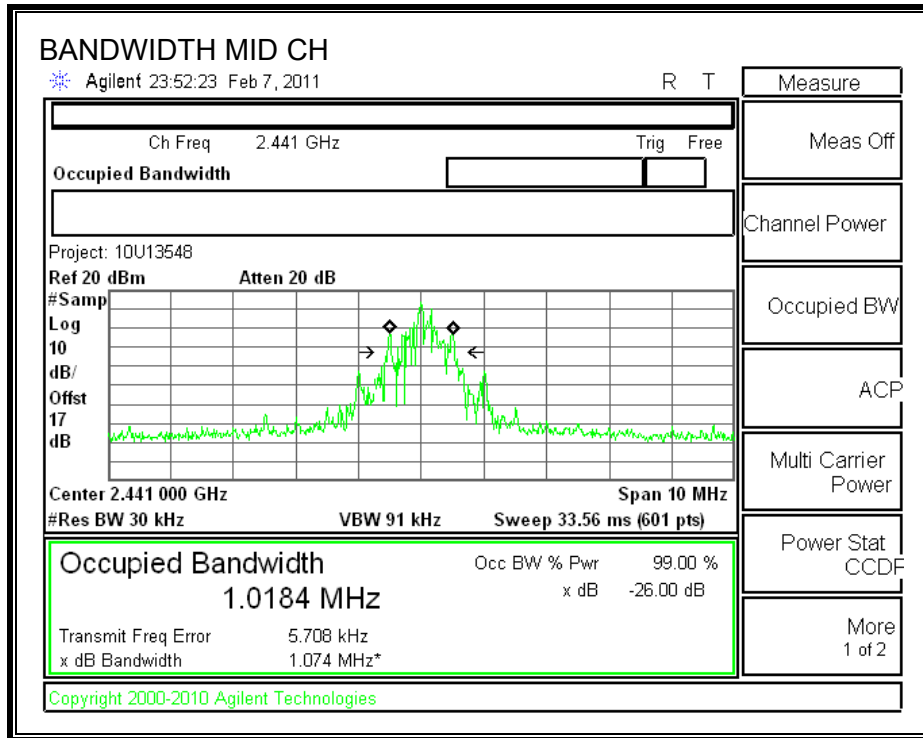 BANDWIDTH MID CH
Agilent 23:52:23 Feb 7, 2011 R T
Ch Freq 2.441 GHz Trig Free
Occupied Bandwidth
Project: 10U13548
Ref 20 dBm Atten 20 dB
#Samp
Log
10
dB/
Offst
17
dB
Center 2.441 000 GHz Span 10 MHz
#Res BW 30 kHz VBW 91 kHz Sweep 33.56 ms (601 pts)
Occupied Bandwidth Occ BW % Pwr 99.00 %
1.0184 MHz x dB -26.00 dB
Transmit Freq Error 5.708 kHz
x dB Bandwidth 1.074 MHz*
Copyright 2000-2010 Agilent Technologies
Measure
Meas Off
Channel Power
Occupied BW
ACP
Multi Carrier
Power
Power Stat
CCDF
More
1 of 2